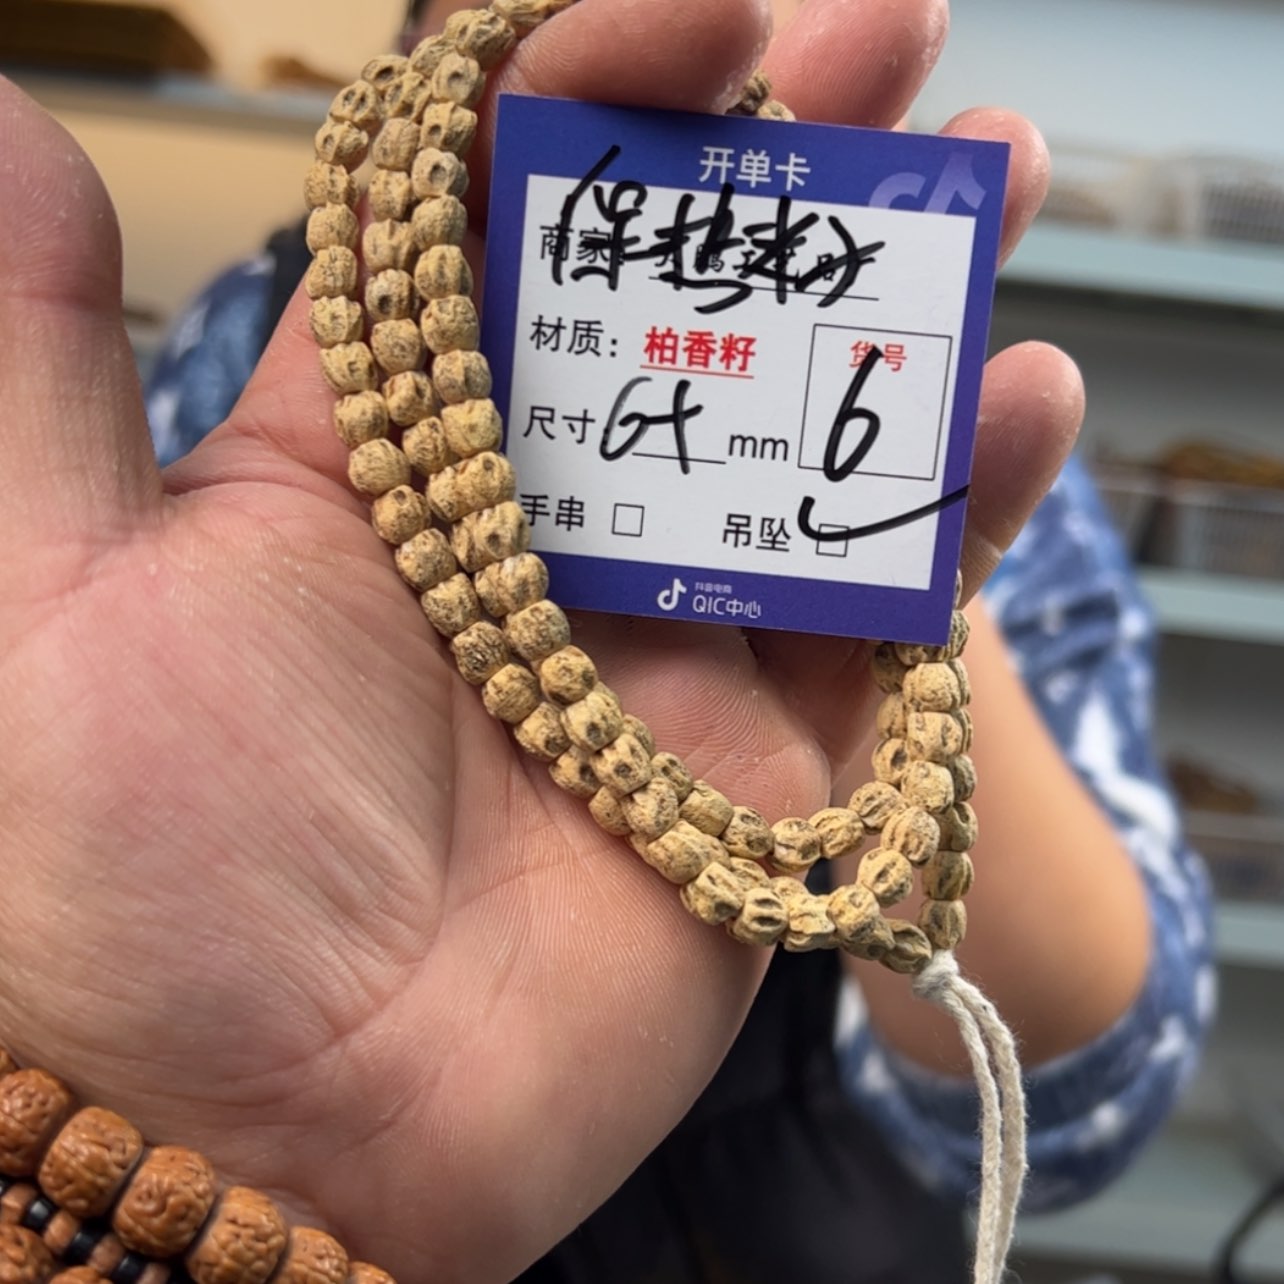 开单卡
商家：
材质：柏香籽
货号
6
尺寸 6+ mm
手串 □ 吊坠 □
抖音电商
QIC中心